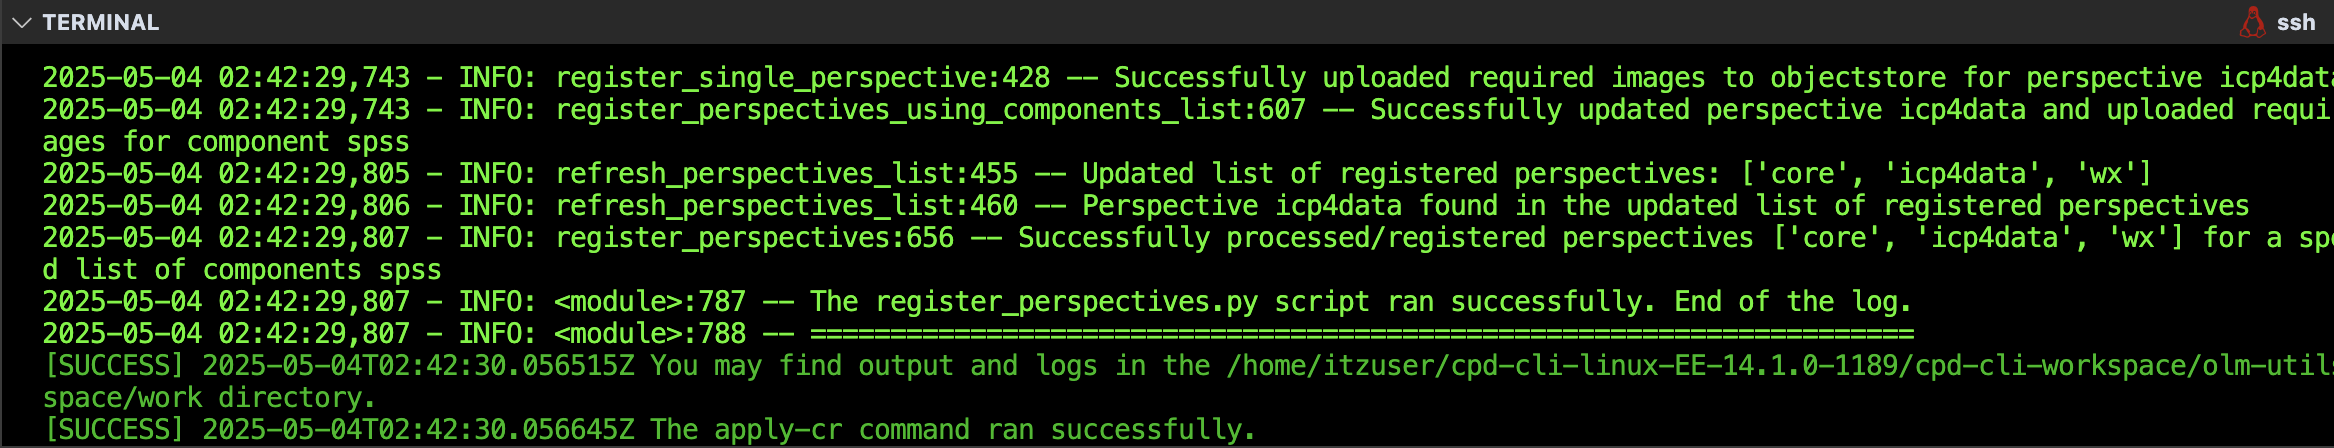 TERMINAL
ssh
2025-05-04 02:42:29,743 - INFO: register_single_perspective:428 -- Successfully uploaded required images to objectstore for perspective icp4data
2025-05-04 02:42:29,743 - INFO: register_perspectives_using_components_list:607 -- Successfully updated perspective icp4data and uploaded requi
ages for component spss
2025-05-04 02:42:29,805 - INFO: refresh_perspectives_list:455 -- Updated list of registered perspectives: ['core', 'icp4data', 'wx']
2025-05-04 02:42:29,806 - INFO: refresh_perspectives_list:460 -- Perspective icp4data found in the updated list of registered perspectives
2025-05-04 02:42:29,807 - INFO: register_perspectives:656 -- Successfully processed/registered perspectives ['core', 'icp4data', 'wx'] for a spe
d list of components spss
2025-05-04 02:42:29,807 - INFO: <module>:787 -- The register_perspectives.py script ran successfully. End of the log.
2025-05-04 02:42:29,807 - INFO: <module>:788 -- =====================================================================
[SUCCESS] 2025-05-04T02:42:30.056515Z You may find output and logs in the /home/itzuser/cpd-cli-linux-EE-14.1.0-1189/cpd-cli-workspace/olm-utils
space/work directory.
[SUCCESS] 2025-05-04T02:42:30.056645Z The apply-cr command ran successfully.